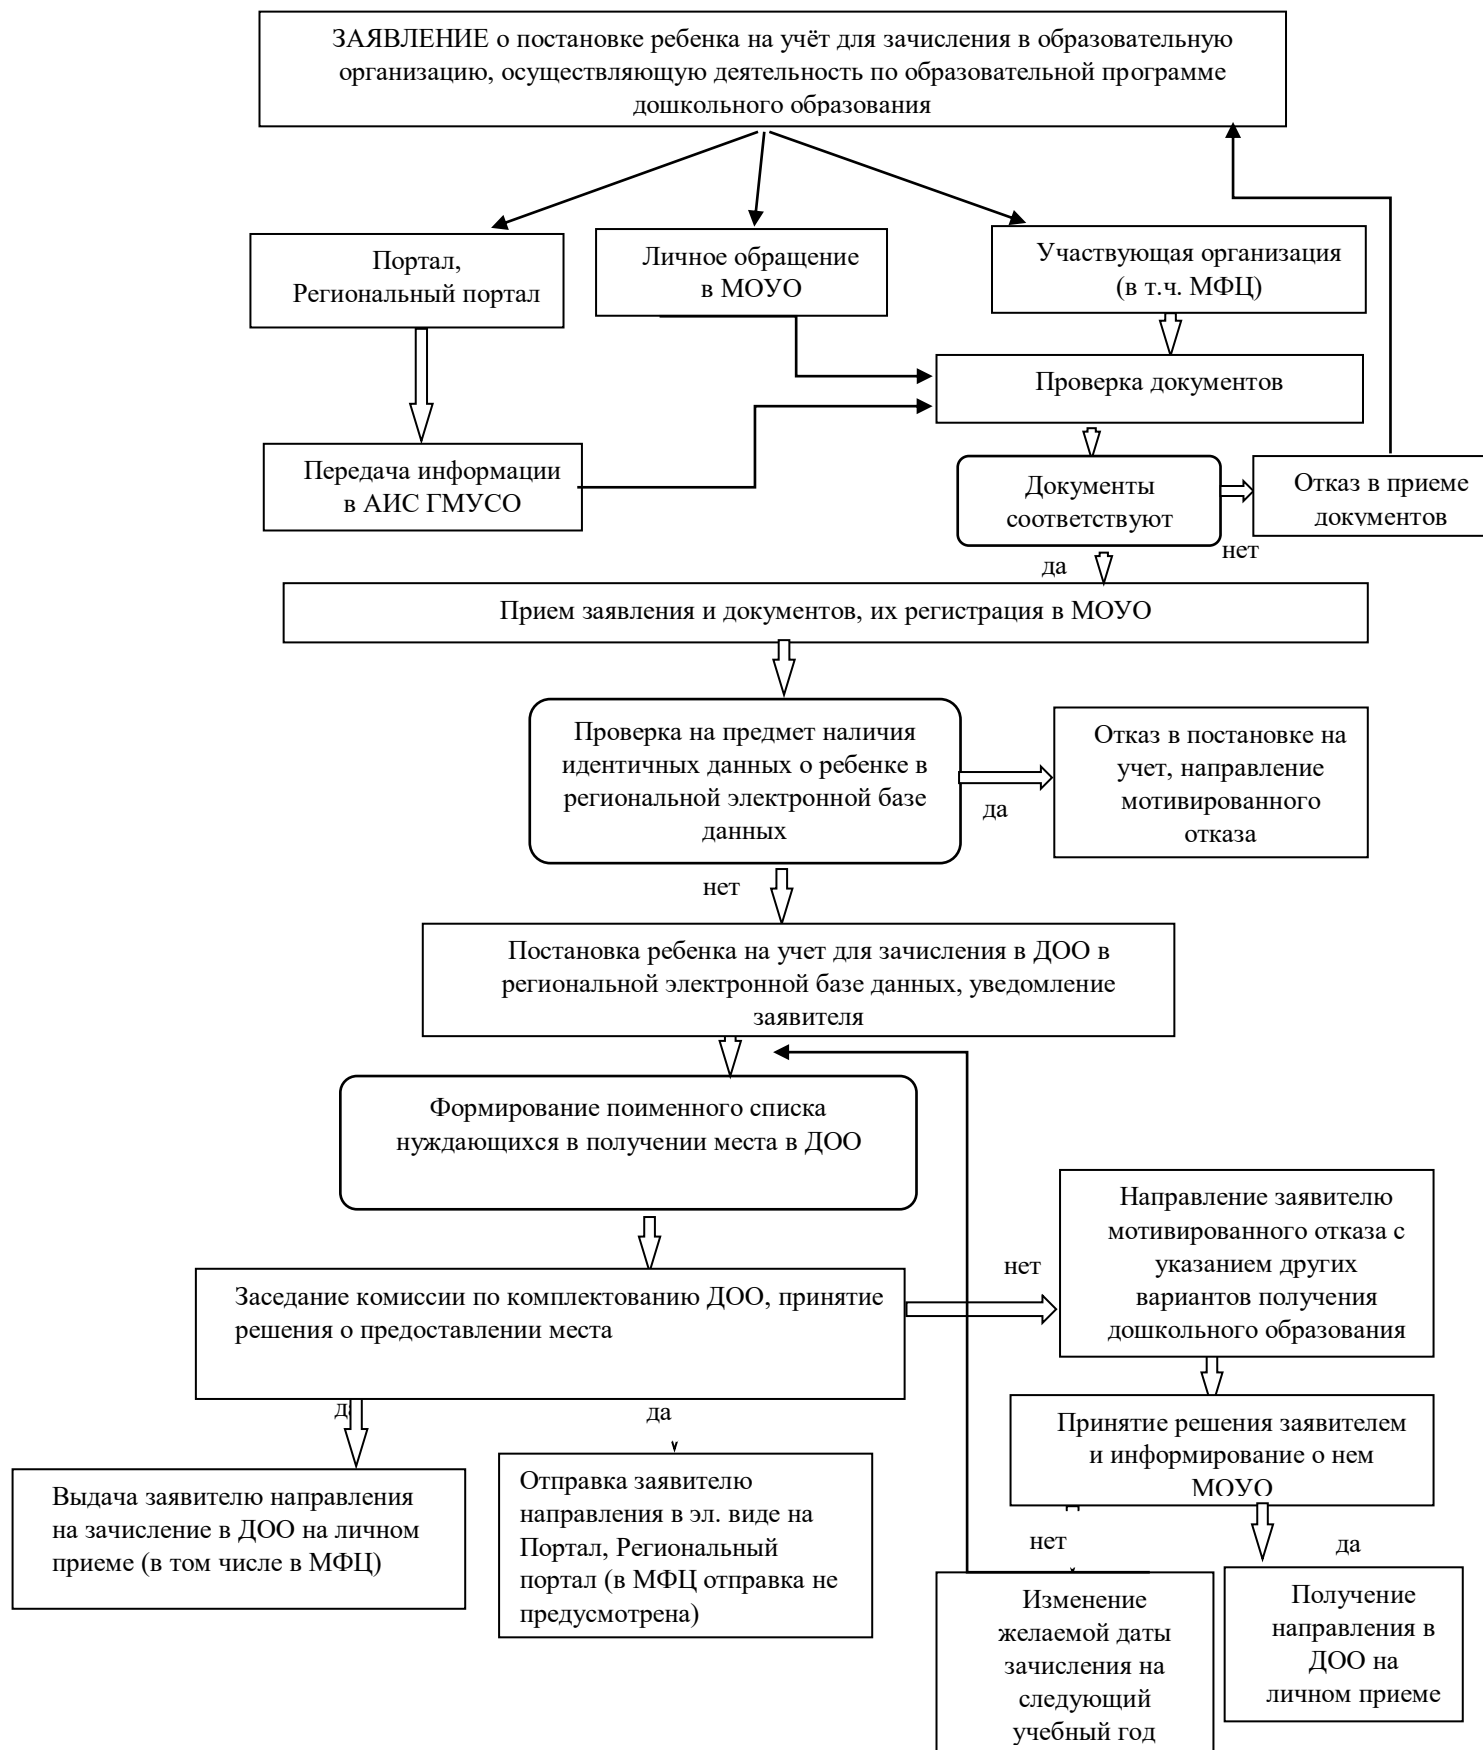 ЗАЯВЛЕНИЕ о постановке ребенка на учёт для зачисления в образовательную
организацию, осуществляющую деятельность по образовательной программе
дошкольного образования
Портал,
Региональный портал
Личное обращение
в МОУО
Участвующая организация
(в т.ч. МФЦ)
Проверка документов
Передача информации
в АИС ГМУСО
Документы
соответствуют
Отказ в приеме
документов
нет
да
Прием заявления и документов, их регистрация в МОУО
Проверка на предмет наличия
идентичных данных о ребенке в
региональной электронной базе
данных
да
Отказ в постановке на
учет, направление
мотивированного
отказа
нет
Постановка ребенка на учет для зачисления в ДОО в
региональной электронной базе данных, уведомление
заявителя
Формирование поименного списка
нуждающихся в получении места в ДОО
Направление заявителю
мотивированного отказа с
указанием других
вариантов получения
дошкольного образования
нет
Заседание комиссии по комплектованию ДОО, принятие
решения о предоставлении места
да
да
Принятие решения заявителем
и информирование о нем
МОУО
Выдача заявителю направления
на зачисление в ДОО на личном
приеме (в том числе в МФЦ)
Отправка заявителю
направления в эл. виде на
Портал, Региональный
портал (в МФЦ отправка не
предусмотрена)
нет
да
Изменение
желаемой даты
зачисления на
следующий
учебный год
Получение
направления в
ДОО на
личном приеме